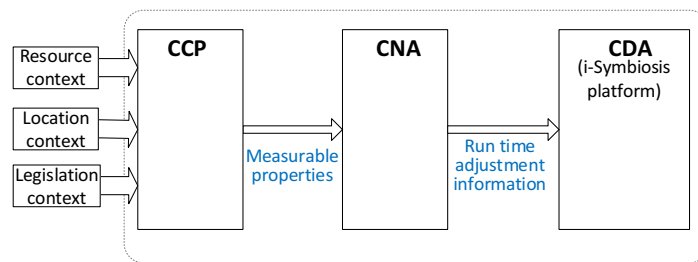 Resource
context
Location
context
Legislation
context
CCP
Measurable
properties
CNA
Run time
adjustment
information
CDA
(i-Symbiosis
platform)